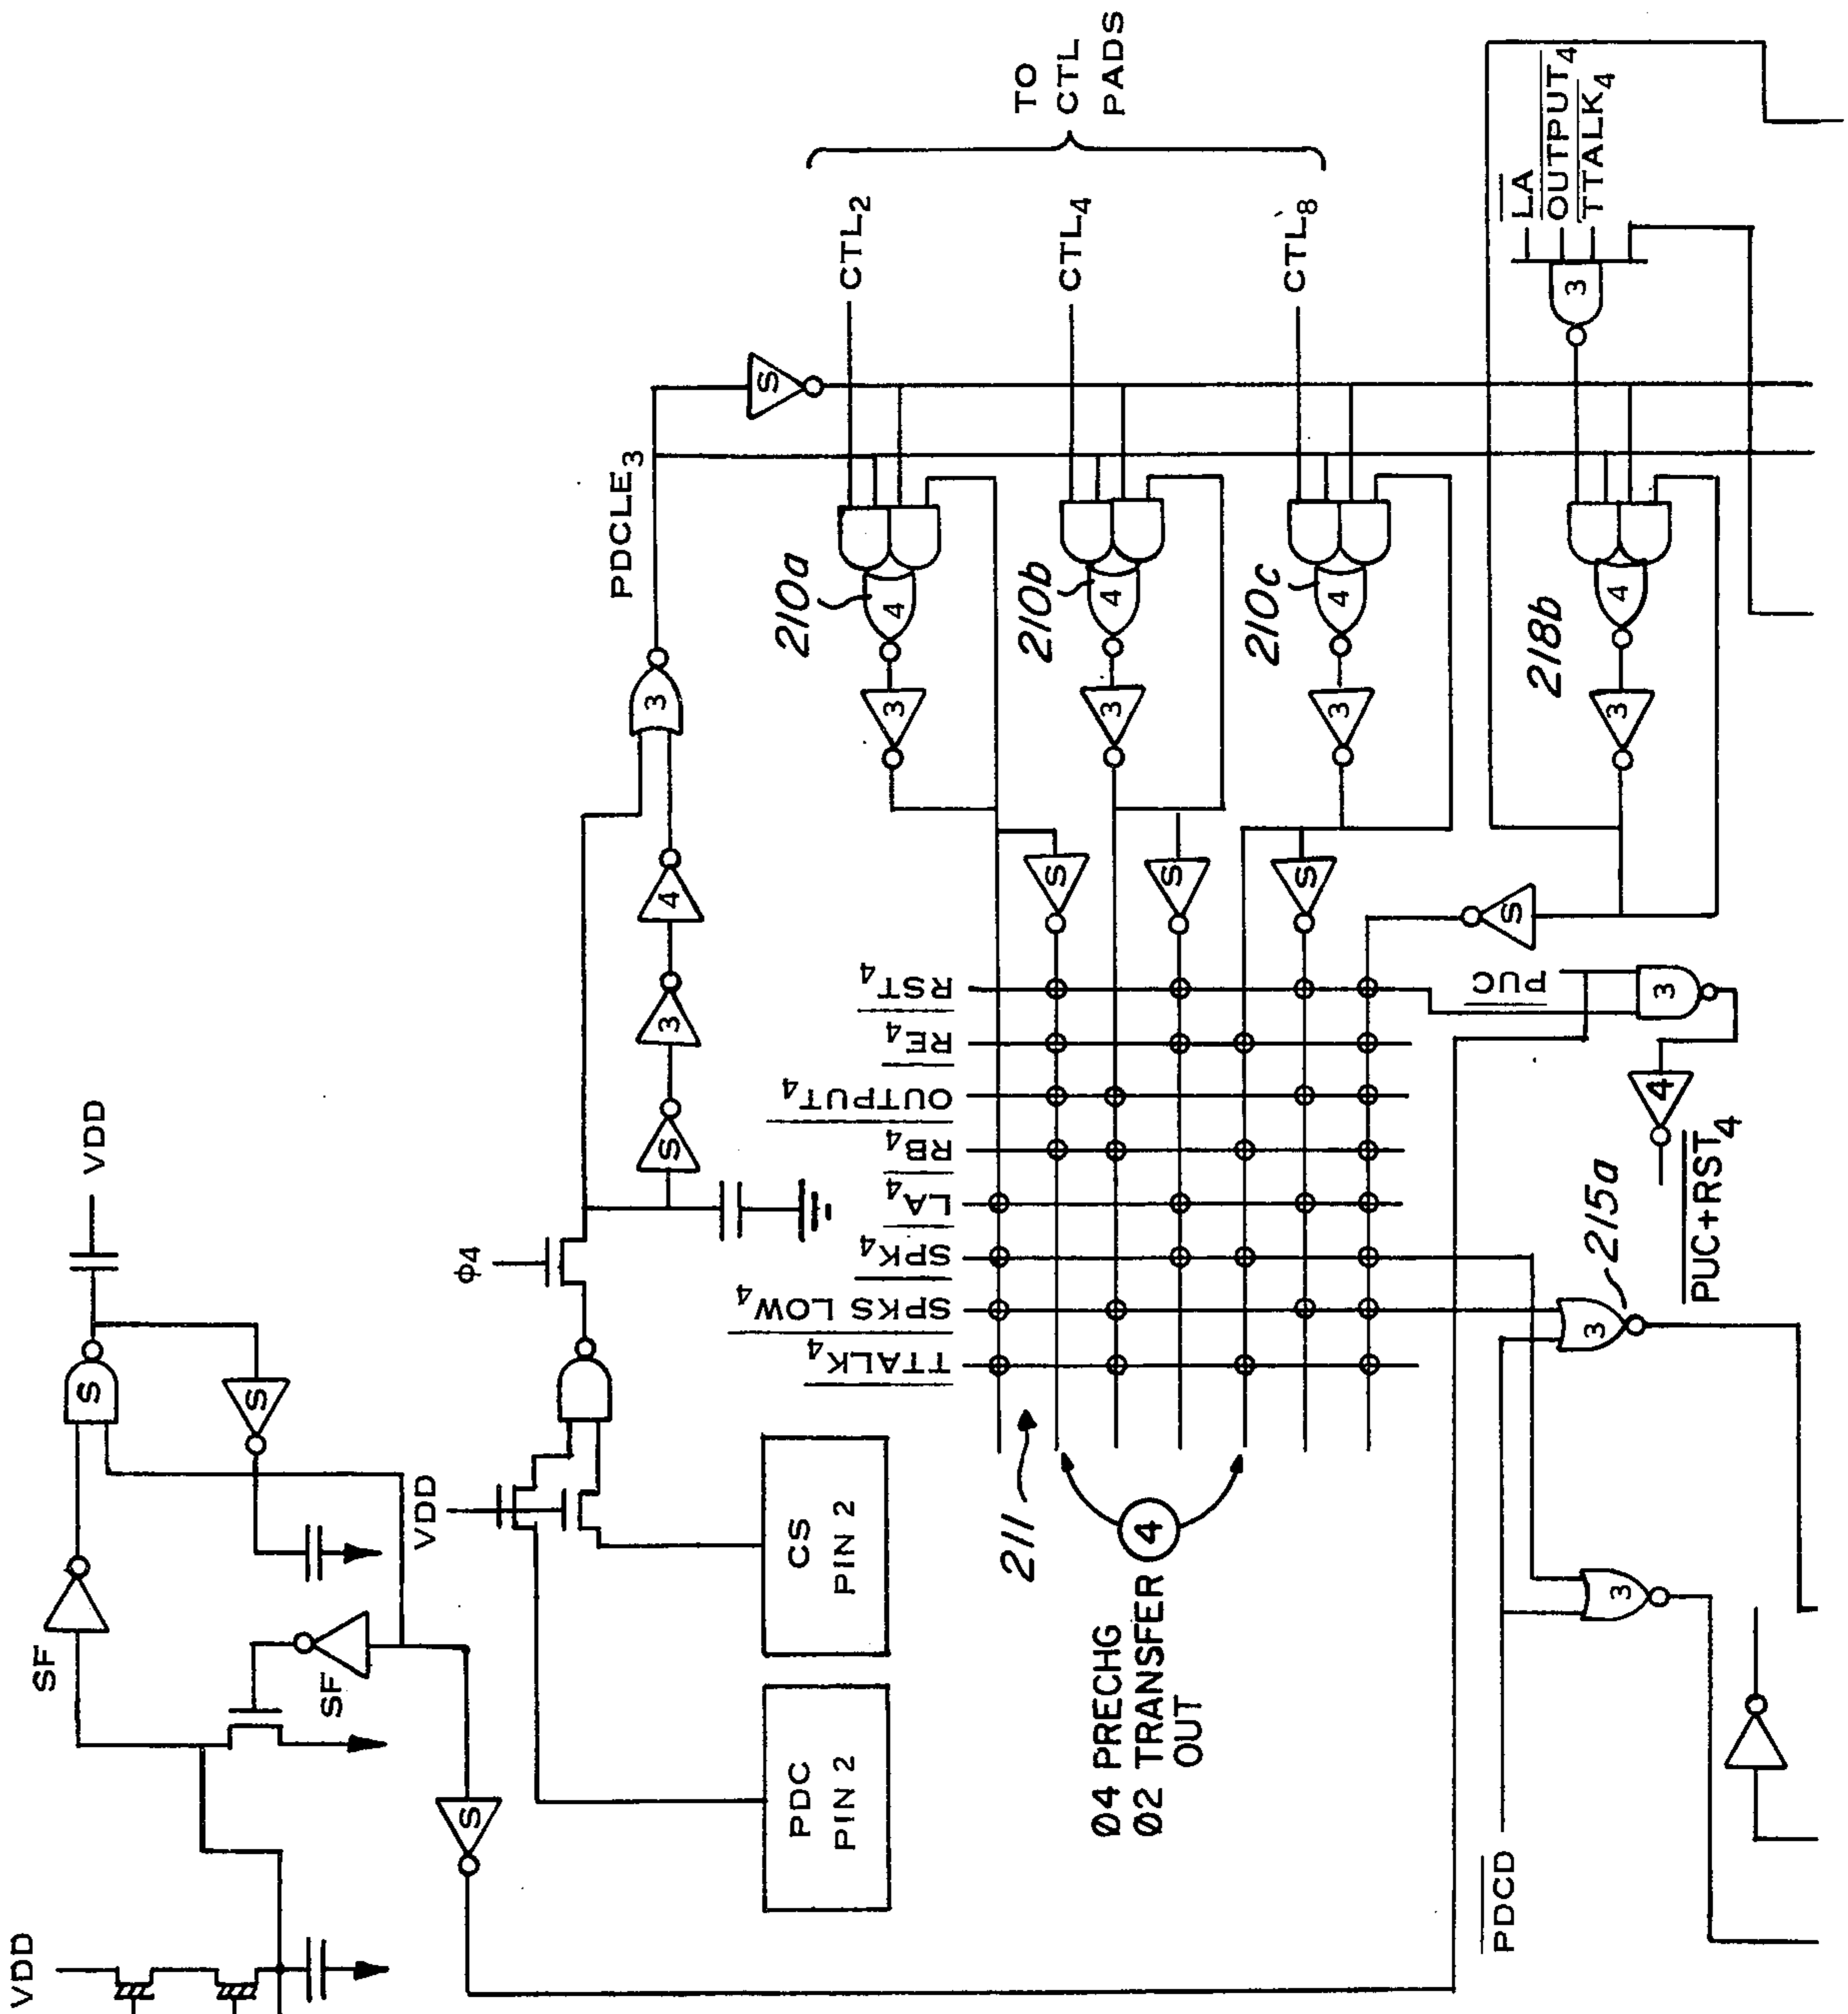 VDD
SF
SF
S
S
S
VDD
VDD
φ4
PDC
PIN 2
CS
PIN 2
S
3
4
3
PDCLE3
S
CTL2
CTL4
CTL8
TO
CTL
PADS
210a
4
3
210b
4
3
210c
4
3
218b
4
3
LA
OUTPUT4
TTALK4
3
S
S
S
S
RST4
RE4
OUTPUT4
RB4
LA4
SPK4
SPKS LOW4
TTALK4
211
4
Ø4 PRECHG
Ø2 TRANSFER
OUT
PUC
3
4
PUC+RST4
215a
3
3
PDCD